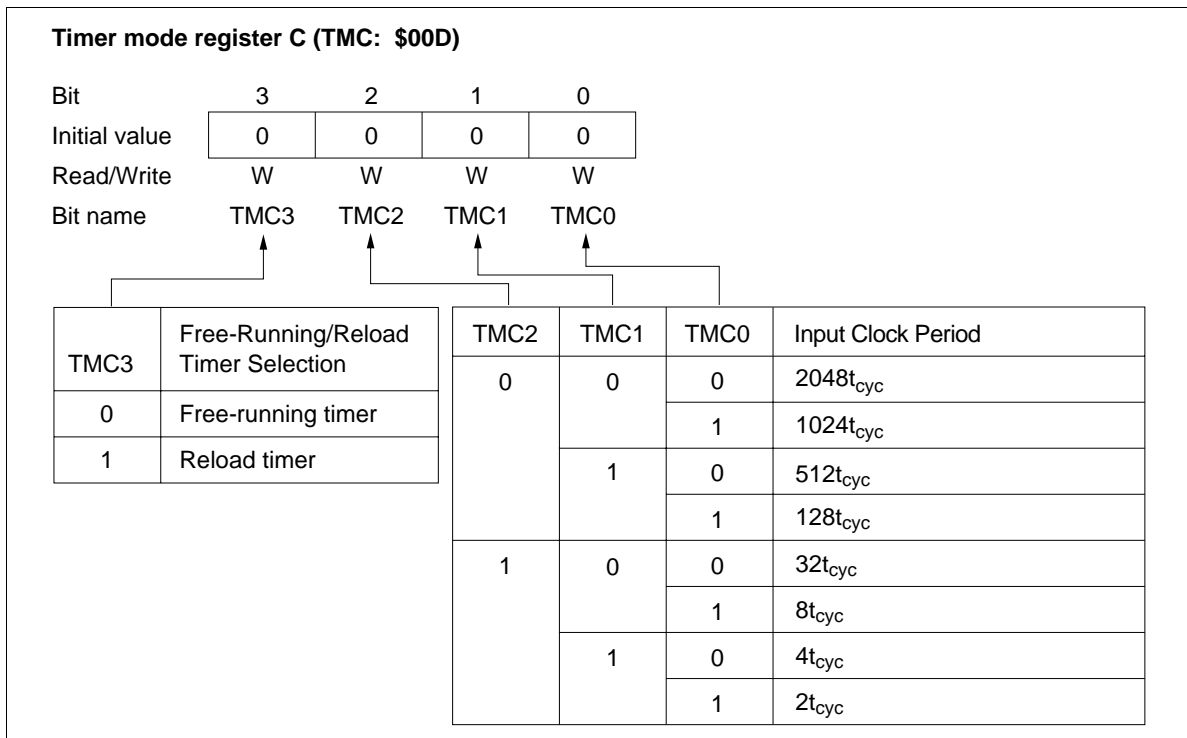 Timer mode register C (TMC: $00D)
Bit 3 2 1 0
Initial value 0 0 0 0
Read/Write W W W W
Bit name TMC3 TMC2 TMC1 TMC0
TMC3 Free-Running/Reload Timer Selection
0 Free-running timer
1 Reload timer
TMC2 TMC1 TMC0 Input Clock Period
0 0 0 2048tcyc
1 1024tcyc
1 0 512tcyc
1 128tcyc
1 0 0 32tcyc
1 8tcyc
1 0 4tcyc
1 2tcyc